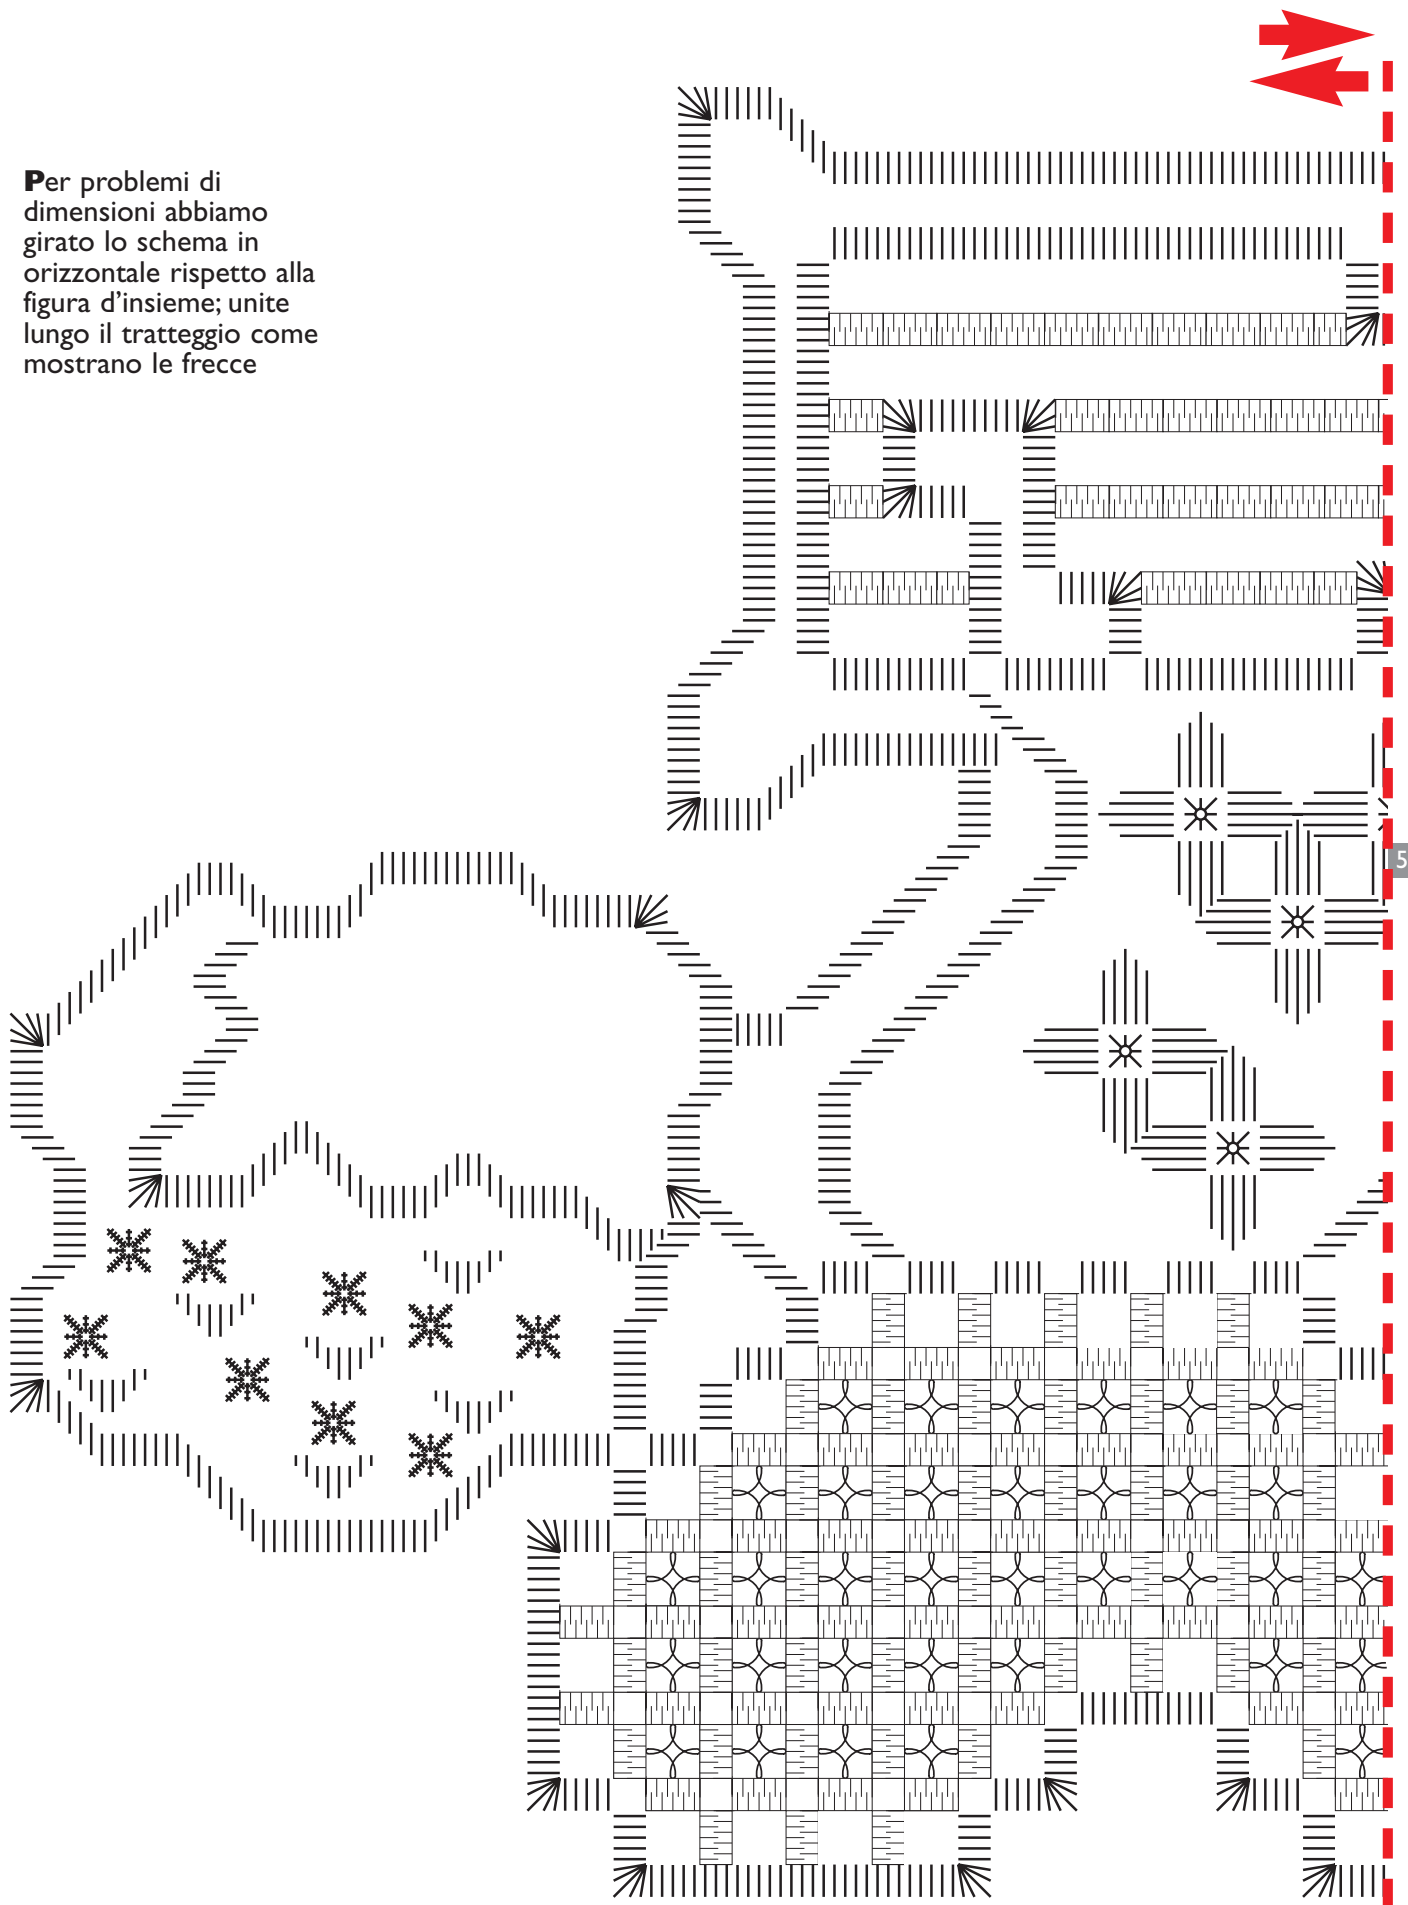 Per problemi di
dimensioni abbiamo
girato lo schema in
orizzontale rispetto alla
figura d'insieme; unite
lungo il tratteggio come
mostrano le frecce
5